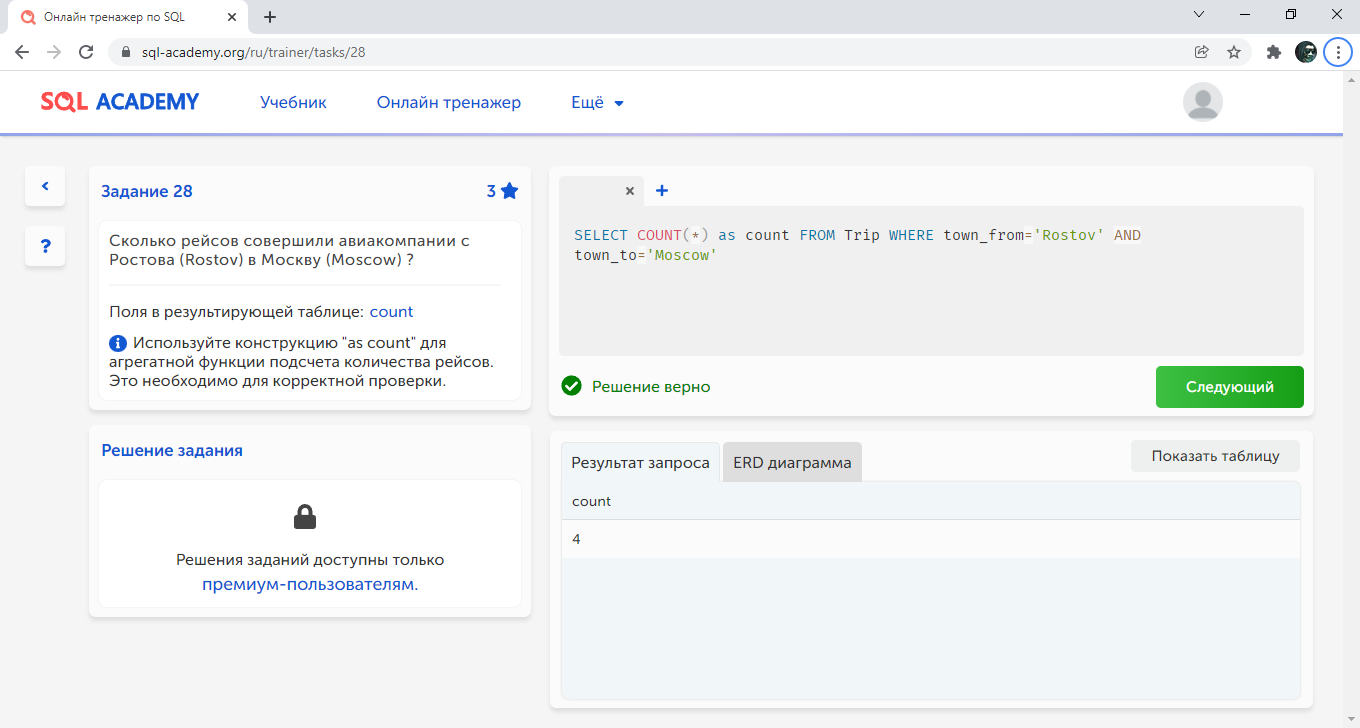 Онлайн тренажер по SQL
sql-academy.org/ru/trainer/tasks/28
SQL ACADEMY
Учебник
Онлайн тренажер
Ещё
Задание 28
3
Сколько рейсов совершили авиакомпании с
Ростова (Rostov) в Москву (Moscow) ?
Поля в результирующей таблице: count
Используйте конструкцию "as count" для
агрегатной функции подсчета количества рейсов.
Это необходимо для корректной проверки.
Решение задания
Решения заданий доступны только
премиум-пользователям.
SELECT COUNT(*) as count FROM Trip WHERE town_from='Rostov' AND
town_to='Moscow'
Решение верно
Следующий
Результат запроса
ERD диаграмма
Показать таблицу
count
4